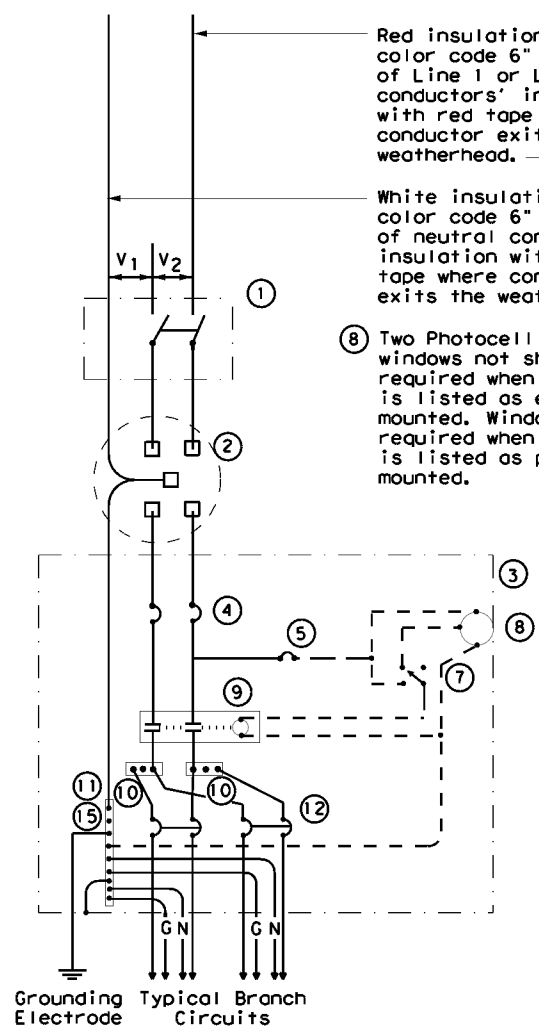 Red insulation
color code 6"
of Line 1 or L
conductors' in
with red tape
conductor exit
weatherhead.
White insulati
color code 6"
of neutral con
insulation wit
tape where con
exits the weat
V1 V2
1
8 Two Photocell
windows not sh
required when
is listed as e
mounted. Windo
required when
is listed as p
mounted.
2
3
4
5
8
7
9
11
10 10
15
12
G N G N
Grounding Typical Branch
Electrode Circuits